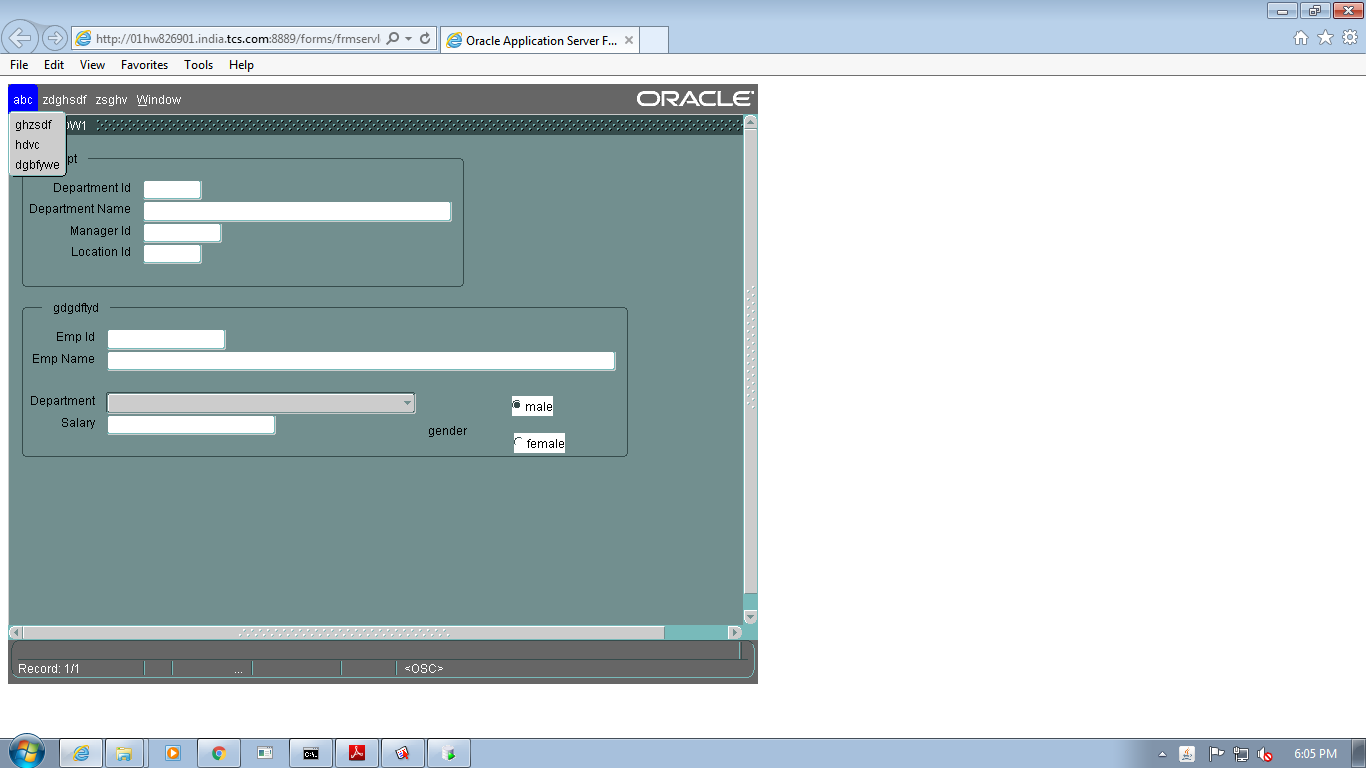 http://01hw826901.india.tcs.com:8889/forms/frmservl
Oracle Application Server F...
File Edit View Favorites Tools Help
abc zdghsdf zsghv Window ORACLE
ghzsdf
hdvc
dgbfywe
OW1
pt
Department Id
Department Name
Manager Id
Location Id
gdgdftyd
Emp Id
Emp Name
Department
male
Salary
gender
female
Record: 1/1 ... <OSC>
C:\.
6:05 PM